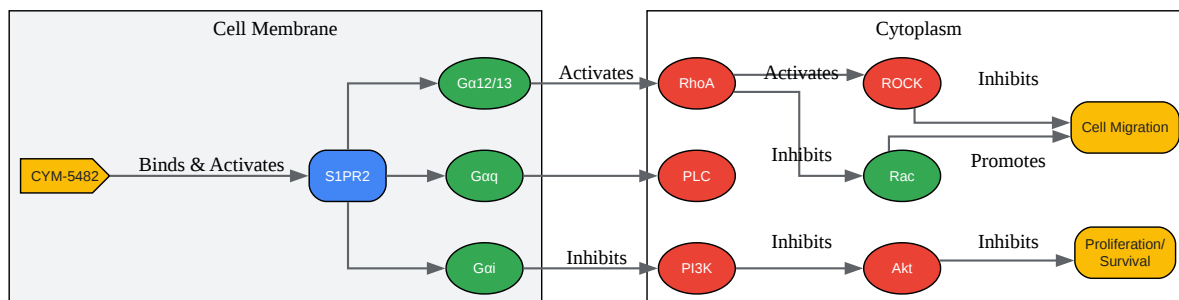 Cell Membrane
Cytoplasm
Gα12/13
Activates
RhoA
Activates
ROCK
Inhibits
Cell Migration
CYM-5482
Binds & Activates
S1PR2
Gαq
PLC
Inhibits
Rac
Promotes
Gαi
Inhibits
PI3K
Inhibits
Akt
Inhibits
Proliferation/
Survival